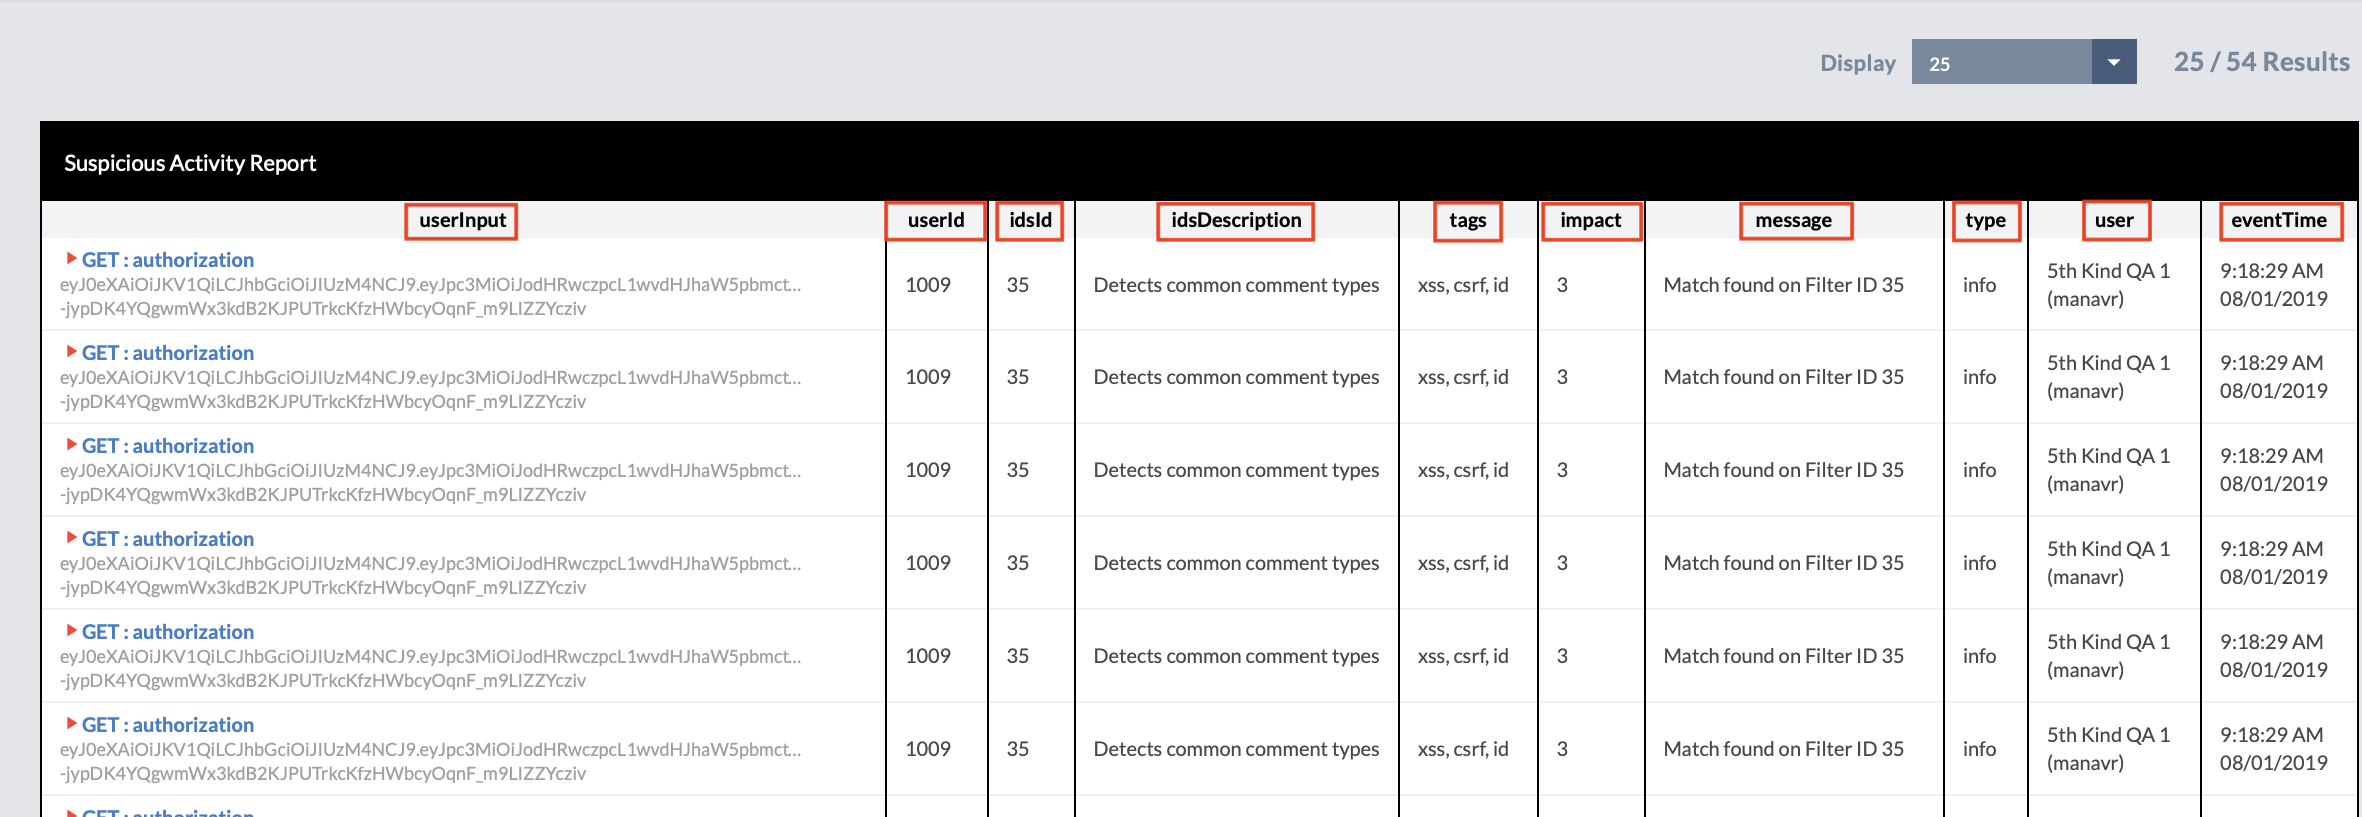 Display 25 25 / 54 Results
Suspicious Activity Report
userInput userId idsId idsDescription tags impact message type user eventTime
GET : authorization
eyJ0eXAiOiJKV1QiLCJhbGciOiJIUzM4NCJ9.eyJpc3MiOiJodHRwczpcL1wvdHJhaW5pbmct...
-jypDK4YQgwmWx3kdB2KJPUTrkcKfzHWbcyOqnF_m9LIZZYcziv
1009 35 Detects common comment types xss, csrf, id 3 Match found on Filter ID 35 info
5th Kind QA 1
(manavr)
9:18:29 AM
08/01/2019
GET : authorization
eyJ0eXAiOiJKV1QiLCJhbGciOiJIUzM4NCJ9.eyJpc3MiOiJodHRwczpcL1wvdHJhaW5pbmct...
-jypDK4YQgwmWx3kdB2KJPUTrkcKfzHWbcyOqnF_m9LIZZYcziv
1009 35 Detects common comment types xss, csrf, id 3 Match found on Filter ID 35 info
5th Kind QA 1
(manavr)
9:18:29 AM
08/01/2019
GET : authorization
eyJ0eXAiOiJKV1QiLCJhbGciOiJIUzM4NCJ9.eyJpc3MiOiJodHRwczpcL1wvdHJhaW5pbmct...
-jypDK4YQgwmWx3kdB2KJPUTrkcKfzHWbcyOqnF_m9LIZZYcziv
1009 35 Detects common comment types xss, csrf, id 3 Match found on Filter ID 35 info
5th Kind QA 1
(manavr)
9:18:29 AM
08/01/2019
GET : authorization
eyJ0eXAiOiJKV1QiLCJhbGciOiJIUzM4NCJ9.eyJpc3MiOiJodHRwczpcL1wvdHJhaW5pbmct...
-jypDK4YQgwmWx3kdB2KJPUTrkcKfzHWbcyOqnF_m9LIZZYcziv
1009 35 Detects common comment types xss, csrf, id 3 Match found on Filter ID 35 info
5th Kind QA 1
(manavr)
9:18:29 AM
08/01/2019
GET : authorization
eyJ0eXAiOiJKV1QiLCJhbGciOiJIUzM4NCJ9.eyJpc3MiOiJodHRwczpcL1wvdHJhaW5pbmct...
-jypDK4YQgwmWx3kdB2KJPUTrkcKfzHWbcyOqnF_m9LIZZYcziv
1009 35 Detects common comment types xss, csrf, id 3 Match found on Filter ID 35 info
5th Kind QA 1
(manavr)
9:18:29 AM
08/01/2019
GET : authorization
eyJ0eXAiOiJKV1QiLCJhbGciOiJIUzM4NCJ9.eyJpc3MiOiJodHRwczpcL1wvdHJhaW5pbmct...
-jypDK4YQgwmWx3kdB2KJPUTrkcKfzHWbcyOqnF_m9LIZZYcziv
1009 35 Detects common comment types xss, csrf, id 3 Match found on Filter ID 35 info
5th Kind QA 1
(manavr)
9:18:29 AM
08/01/2019
GET : authorization